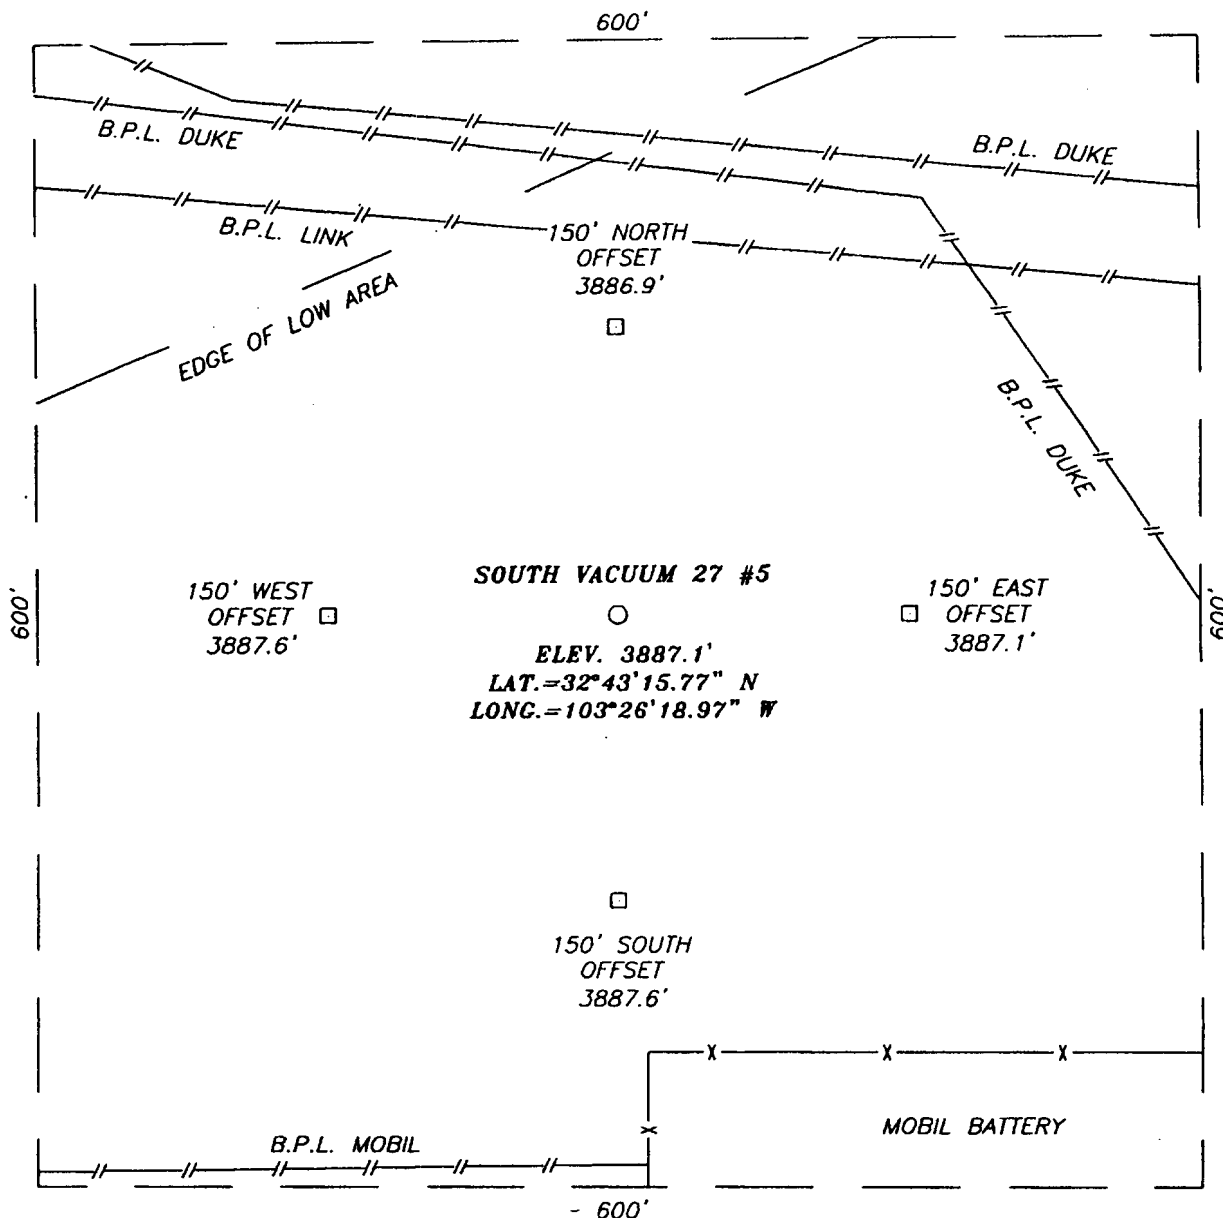 600'
B.P.L. DUKE
B.P.L. DUKE
B.P.L. LINK
150' NORTH
OFFSET
3886.9'
EDGE OF LOW AREA
B.P.L. DUKE
600'
150' WEST
OFFSET
3887.6'
SOUTH VACUUM 27 #5
ELEV. 3887.1'
LAT.=32°43'15.77" N
LONG.=103°26'18.97" W
150' EAST
OFFSET
3887.1'
600'
150' SOUTH
OFFSET
3887.6'
B.P.L. MOBIL
MOBIL BATTERY
600'